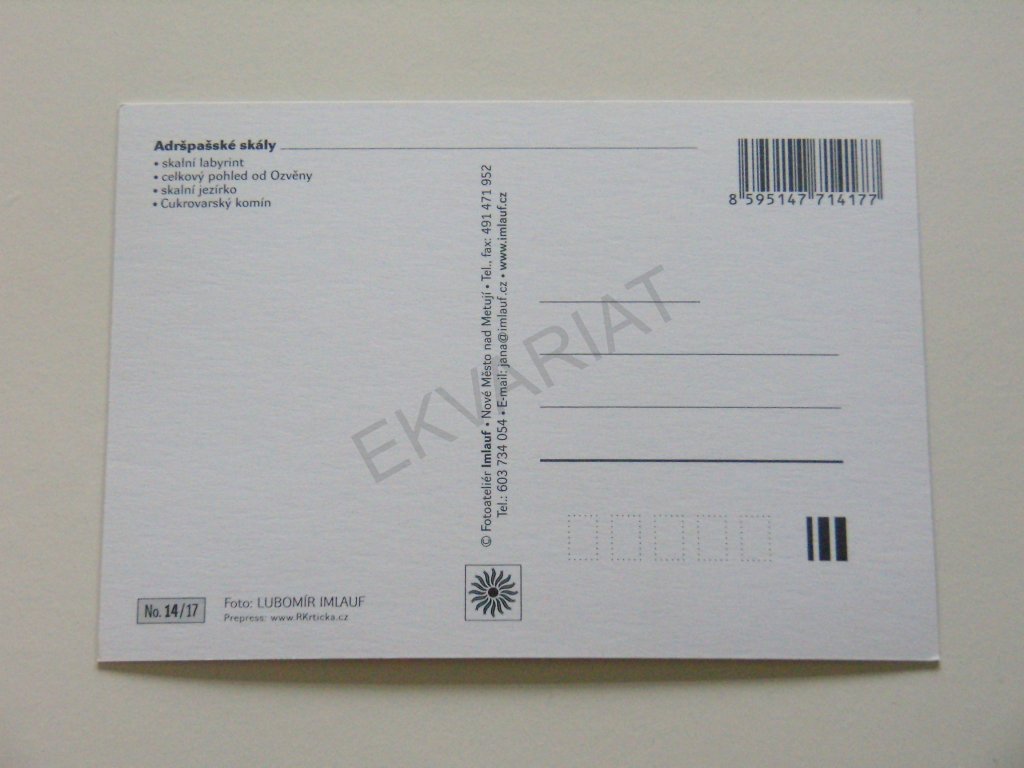 Adršpašské skály
• skalní labyrint
• celkový pohled od Ozvěny
• skalní jezírko
• Cukrovarský komín
8 595147 714177
© Fotoateliér Imlauf • Nové Město nad Metují • Tel., fax: 491 471 952
Tel.: 603 734 054 • E-mail: jana@imlauf.cz • www.imlauf.cz
EKVARIAT
No. 14/17
Foto: LUBOMÍR IMLAUF
Prepress: www.RKrticka.cz